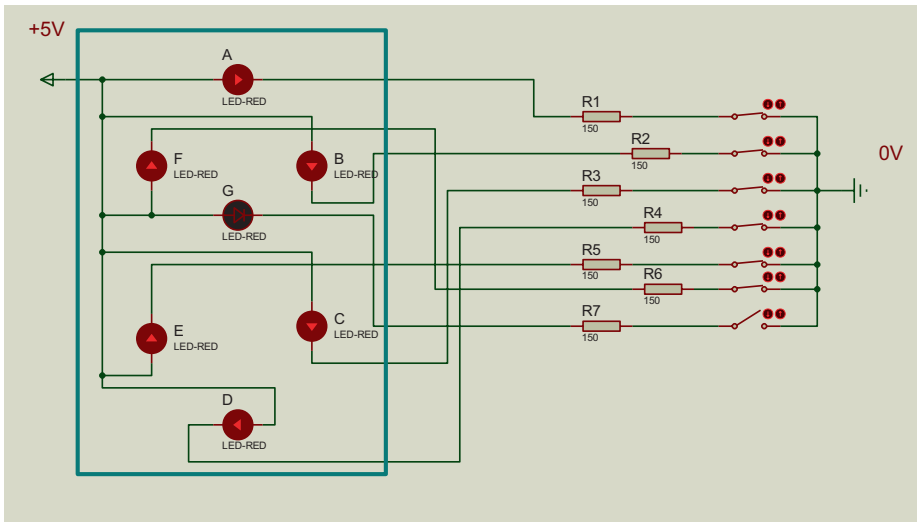 +5V
A
LED-RED
R1
150
R2
150
F
LED-RED
B
LED-RED
0V
R3
150
G
LED-RED
R4
150
R5
150
R6
150
R7
150
E
LED-RED
C
LED-RED
D
LED-RED